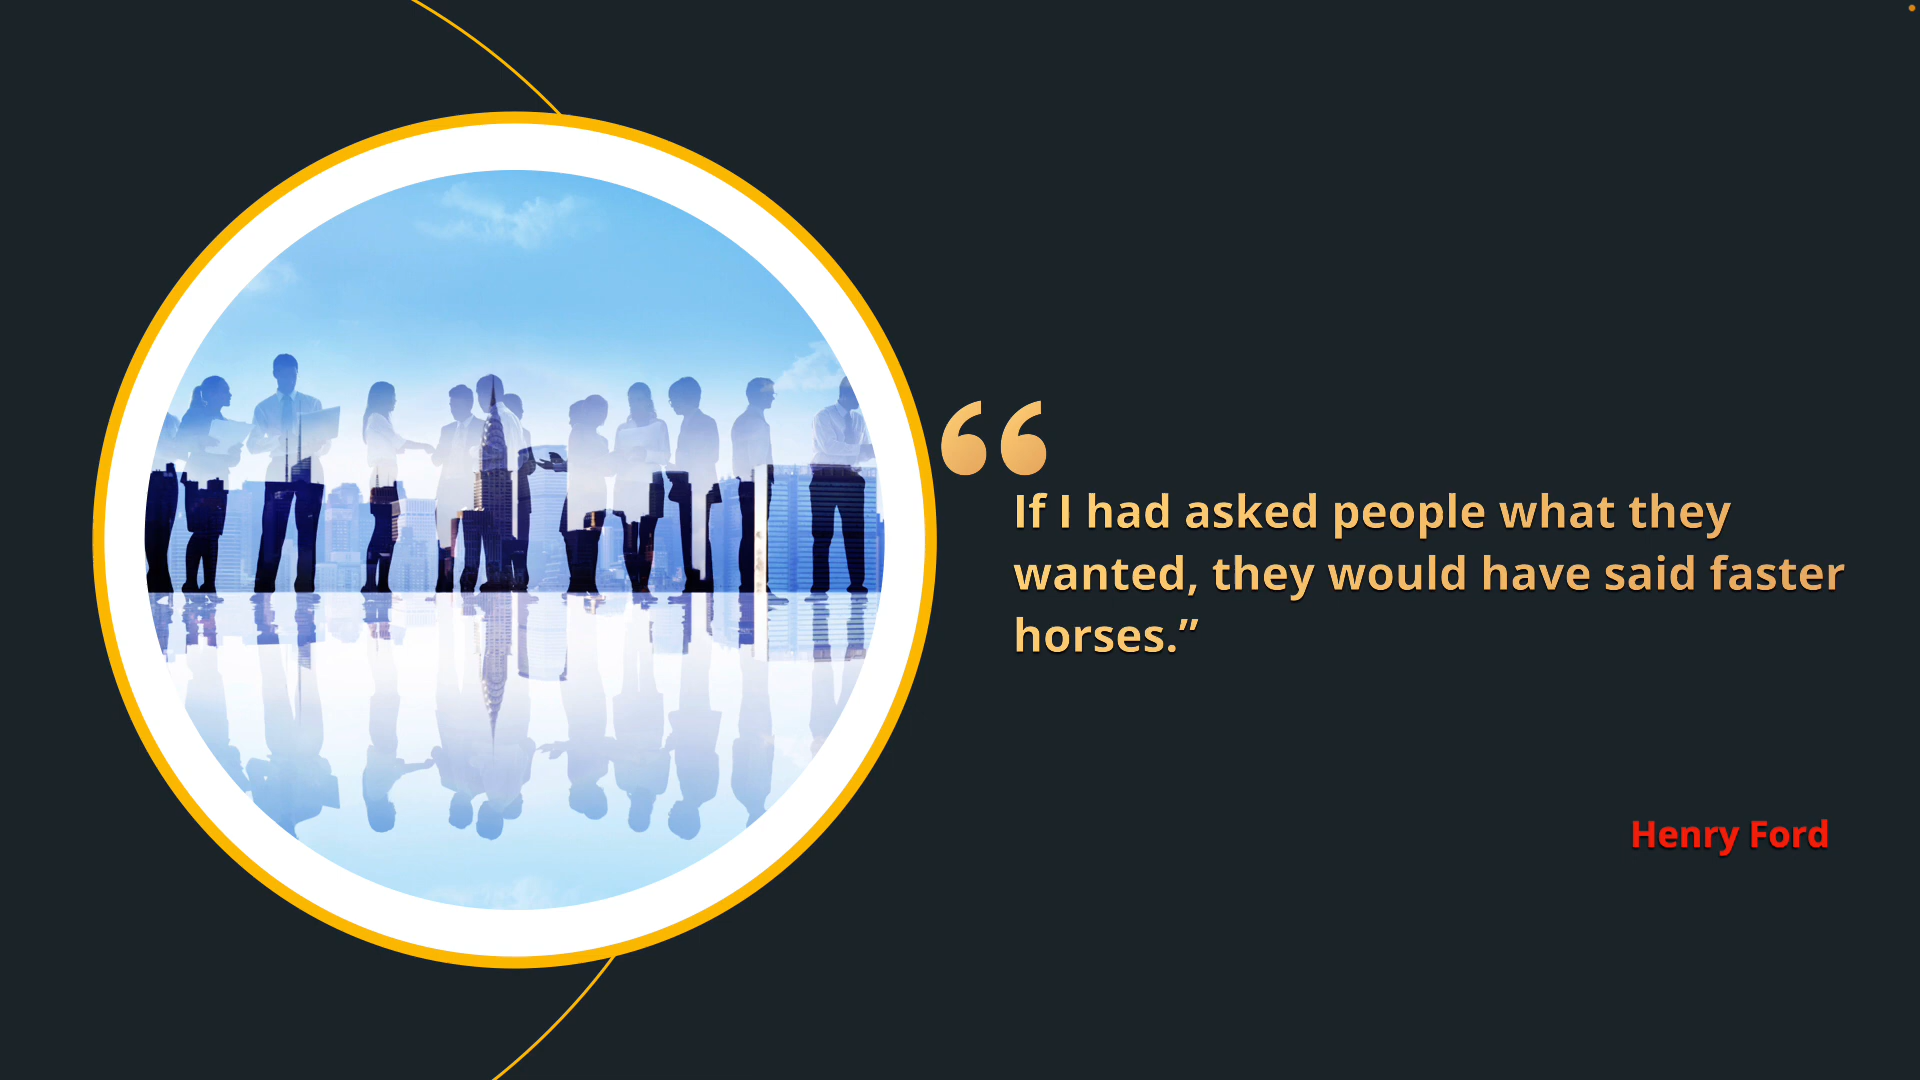 “
If I had asked people what they
wanted, they would have said faster
horses.”
Henry Ford